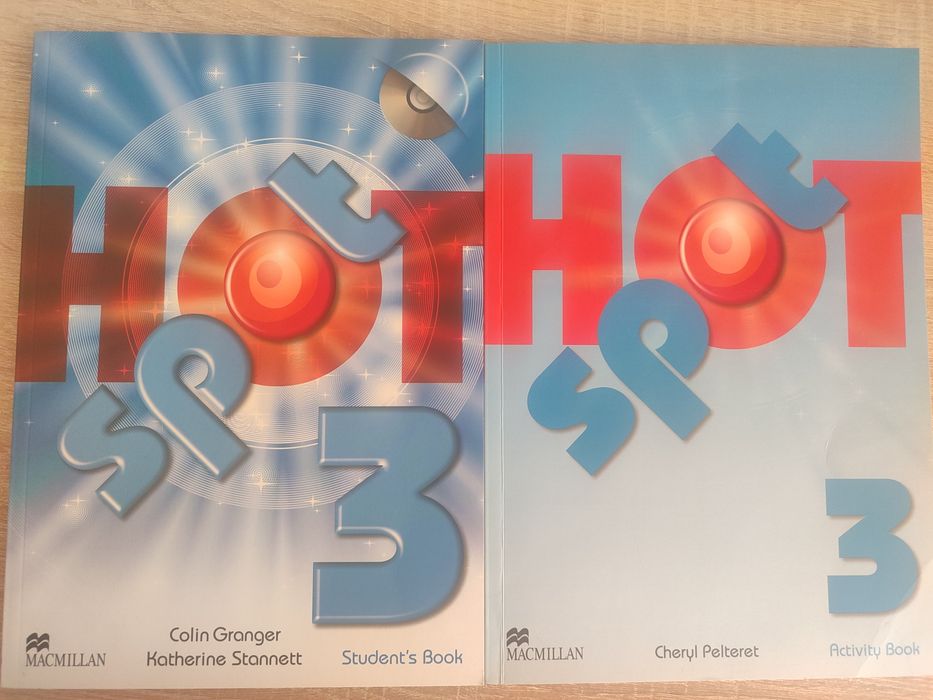 HOT
spot
3
Colin Granger
Katherine Stannett
MACMILLAN
Student's Book
HOT
spot
3
MACMILLAN
Cheryl Pelteret
Activity Book